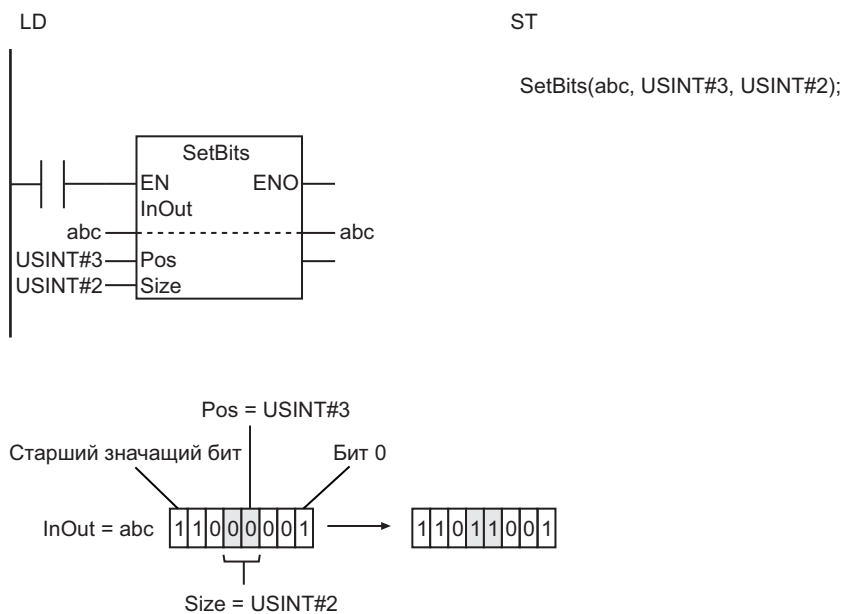 LD
ST
SetBits(abc, USINT#3, USINT#2);
SetBits
EN ENO
InOut
abc abc
USINT#3 Pos
USINT#2 Size
Pos = USINT#3
Старший значащий бит Бит 0
InOut = abc 1 1 0 0 0 0 0 1 1 1 0 1 1 0 0 1
Size = USINT#2